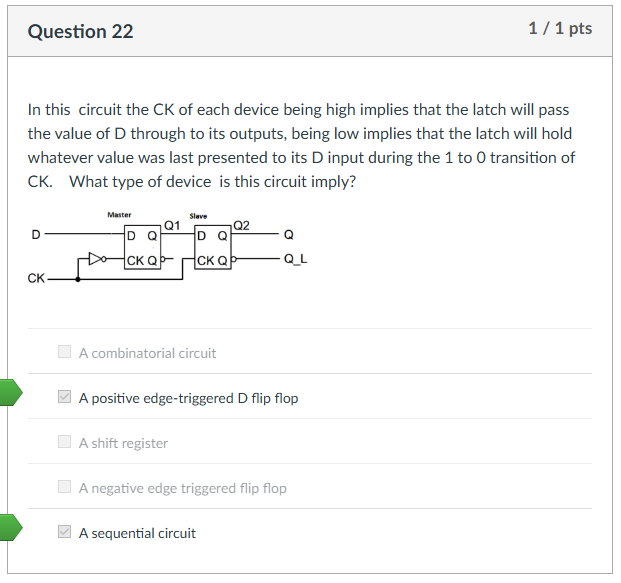 Question 22
1 / 1 pts
In this circuit the CK of each device being high implies that the latch will pass
the value of D through to its outputs, being low implies that the latch will hold
whatever value was last presented to its D input during the 1 to 0 transition of
CK. What type of device is this circuit imply?
Master
Slave
Q1
Q2
D
D Q
D Q
Q
CK Q
CK Q
Q_L
CK
A combinatorial circuit
A positive edge-triggered D flip flop
A shift register
A negative edge triggered flip flop
A sequential circuit